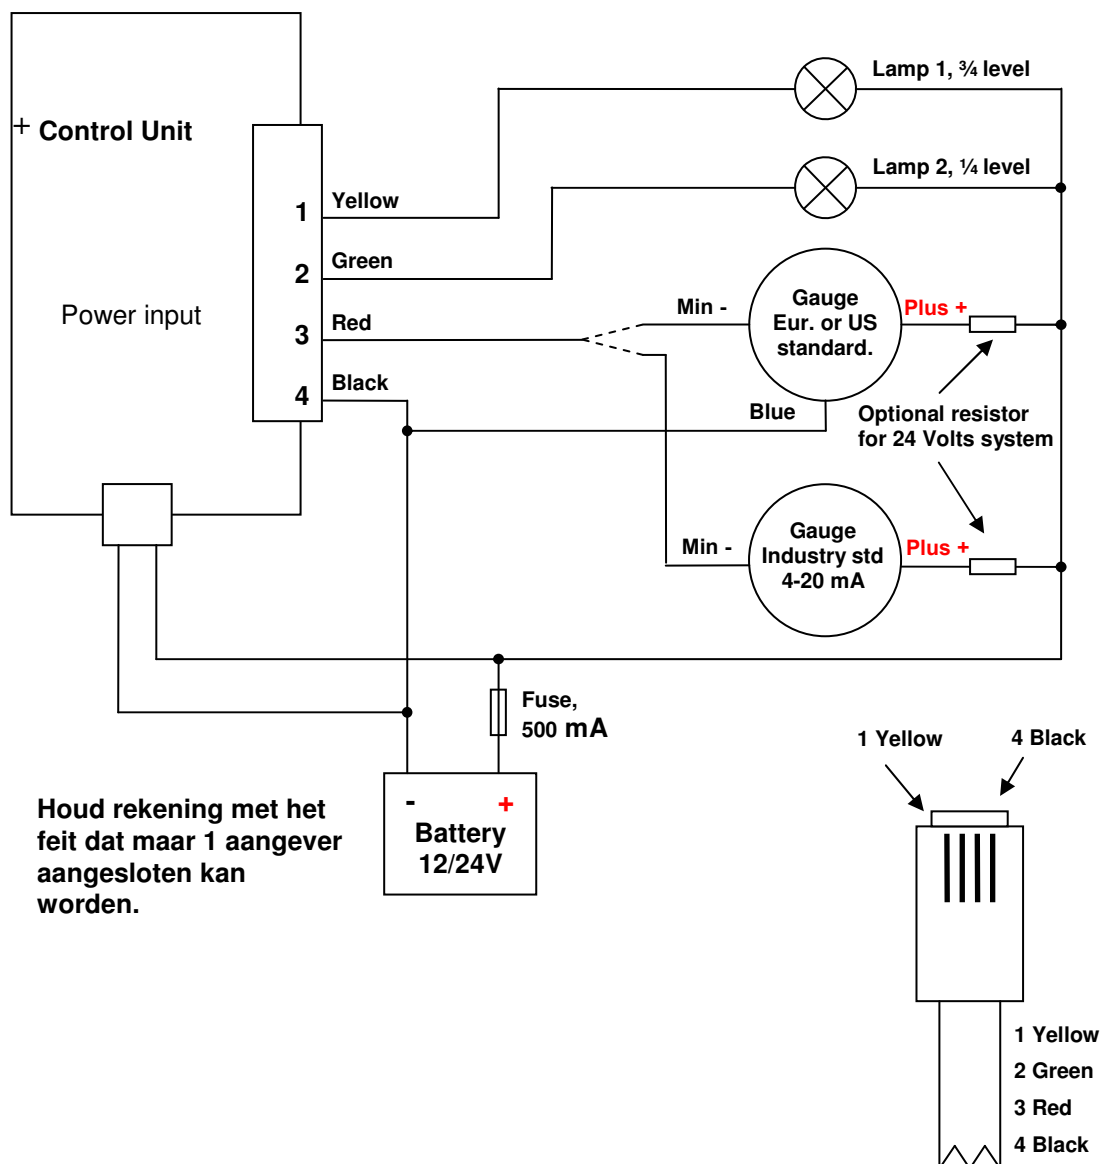 + Control Unit
Power input
1
2
3
4
Yellow
Green
Red
Black
Lamp 1, ¾ level
Lamp 2, ¼ level
Min -
Gauge
Eur. or US
standard.
Plus +
Blue
Optional resistor
for 24 Volts system
Min -
Gauge
Industry std
4-20 mA
Plus +
Fuse,
500 mA
- +
Battery
12/24V
Houd rekening met het
feit dat maar 1 aangever
aangesloten kan
worden.
1 Yellow
4 Black
1 Yellow
2 Green
3 Red
4 Black